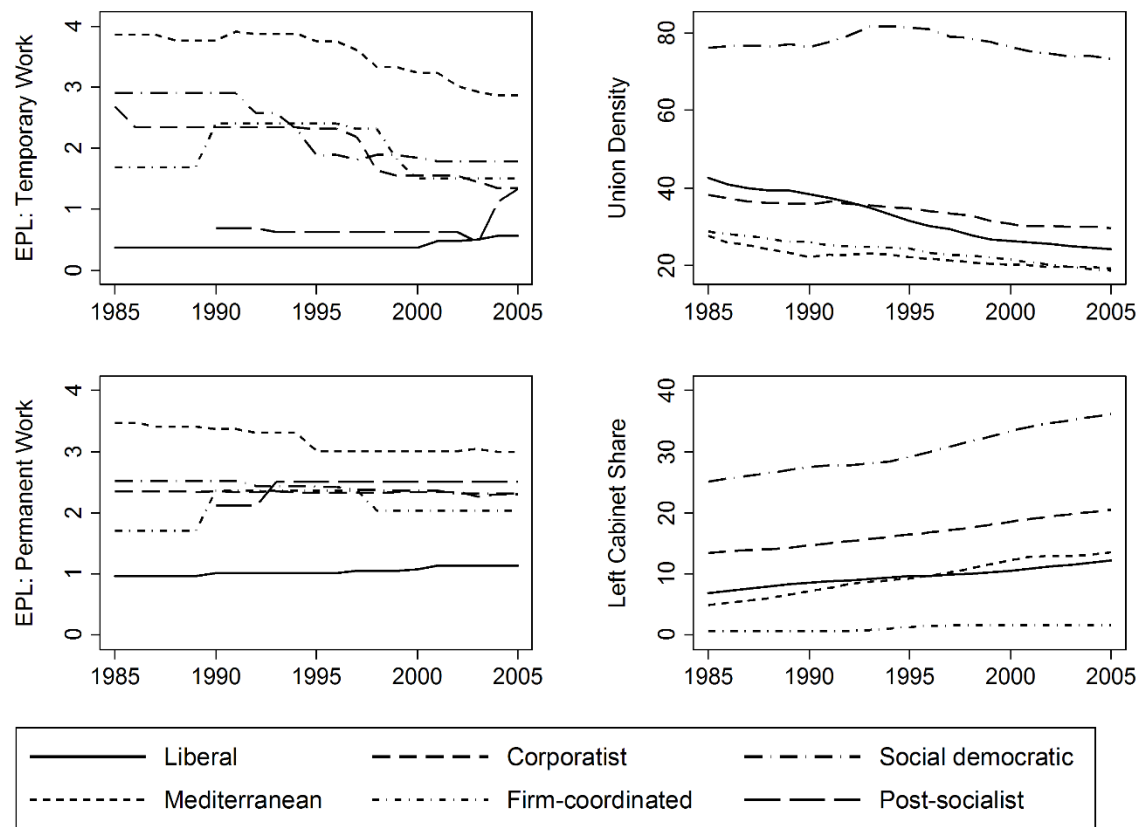 EPL: Temporary Work
4
3
2
1
0
1985 1990 1995 2000 2005
Union Density
80
60
40
20
1985 1990 1995 2000 2005
EPL: Permanent Work
4
3
2
1
0
1985 1990 1995 2000 2005
Left Cabinet Share
40
30
20
10
0
1985 1990 1995 2000 2005
Liberal Corporatist Social democratic
Mediterranean Firm-coordinated Post-socialist